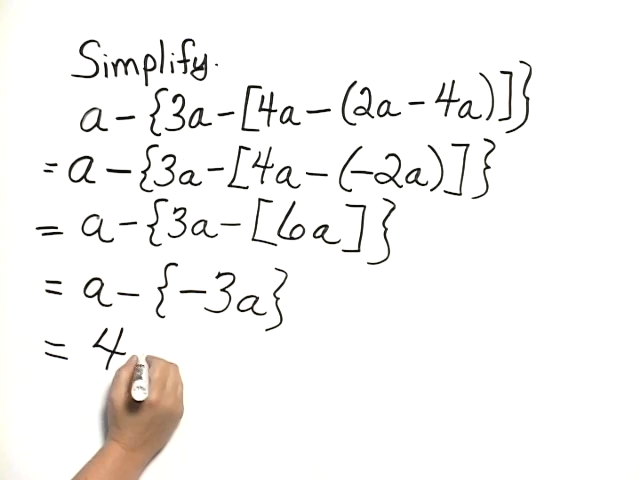 Simplify.
a - {3a - [4a - (2a - 4a)]}
= a - {3a - [4a - (-2a)]}
= a - {3a - [6a]}
= a - {-3a}
= 4